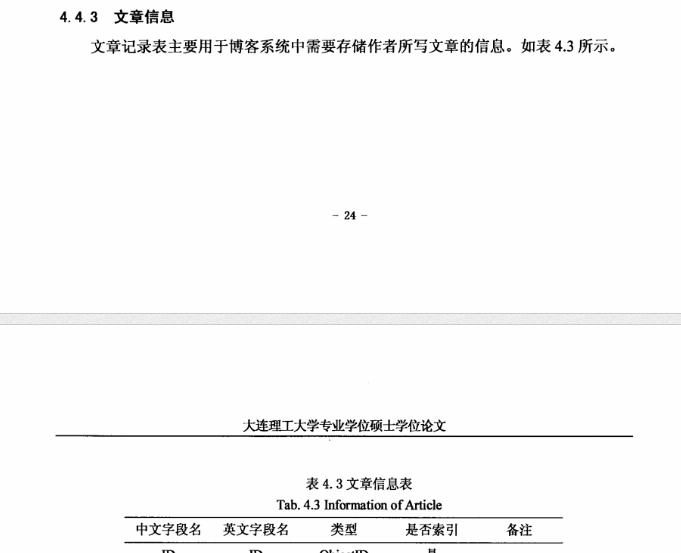 4.4.3 文章信息
文章记录表主要用于博客系统中需要存储作者所写文章的信息。如表 4.3 所示。
- 24 -
大连理工大学专业学位硕士学位论文
表 4.3 文章信息表
Tab. 4.3 Information of Article
中文字段名 英文字段名 类型 是否索引 备注
ID ID ObjectID 是